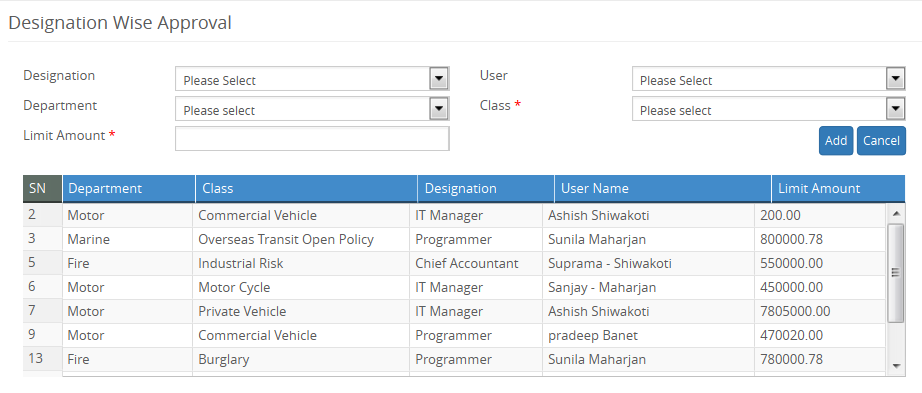 Designation Wise Approval
Designation Please Select User Please Select
Department Please select Class * Please select
Limit Amount * Add Cancel
SN Department Class Designation User Name Limit Amount
2 Motor Commercial Vehicle IT Manager Ashish Shiwakoti 200.00
3 Marine Overseas Transit Open Policy Programmer Sunila Maharjan 800000.78
5 Fire Industrial Risk Chief Accountant Suprama - Shiwakoti 550000.00
6 Motor Motor Cycle IT Manager Sanjay - Maharjan 450000.00
7 Motor Private Vehicle IT Manager Ashish Shiwakoti 7805000.00
9 Motor Commercial Vehicle Programmer pradeep Banet 470020.00
13 Fire Burglary Programmer Sunila Maharjan 780000.78